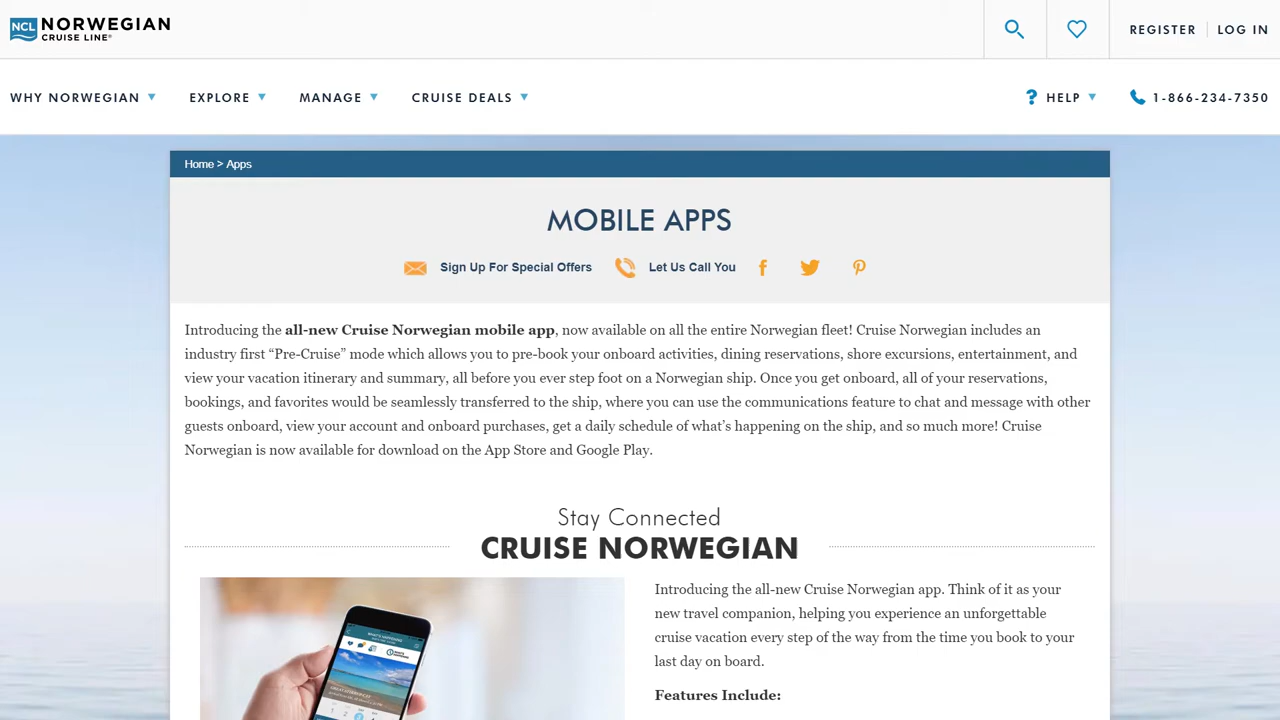 NCL NORWEGIAN
CRUISE LINE®
REGISTER LOG IN
WHY NORWEGIAN EXPLORE MANAGE CRUISE DEALS ? HELP 1-866-234-7350
Home > Apps
MOBILE APPS
Sign Up For Special Offers Let Us Call You
Introducing the all-new Cruise Norwegian mobile app, now available on all the entire Norwegian fleet! Cruise Norwegian includes an
industry first “Pre-Cruise” mode which allows you to pre-book your onboard activities, dining reservations, shore excursions, entertainment, and
view your vacation itinerary and summary, all before you ever step foot on a Norwegian ship. Once you get onboard, all of your reservations,
bookings, and favorites would be seamlessly transferred to the ship, where you can use the communications feature to chat and message with other
guests onboard, view your account and onboard purchases, get a daily schedule of what’s happening on the ship, and so much more! Cruise
Norwegian is now available for download on the App Store and Google Play.
Stay Connected
CRUISE NORWEGIAN
Introducing the all-new Cruise Norwegian app. Think of it as your
new travel companion, helping you experience an unforgettable
cruise vacation every step of the way from the time you book to your
last day on board.
Features Include: